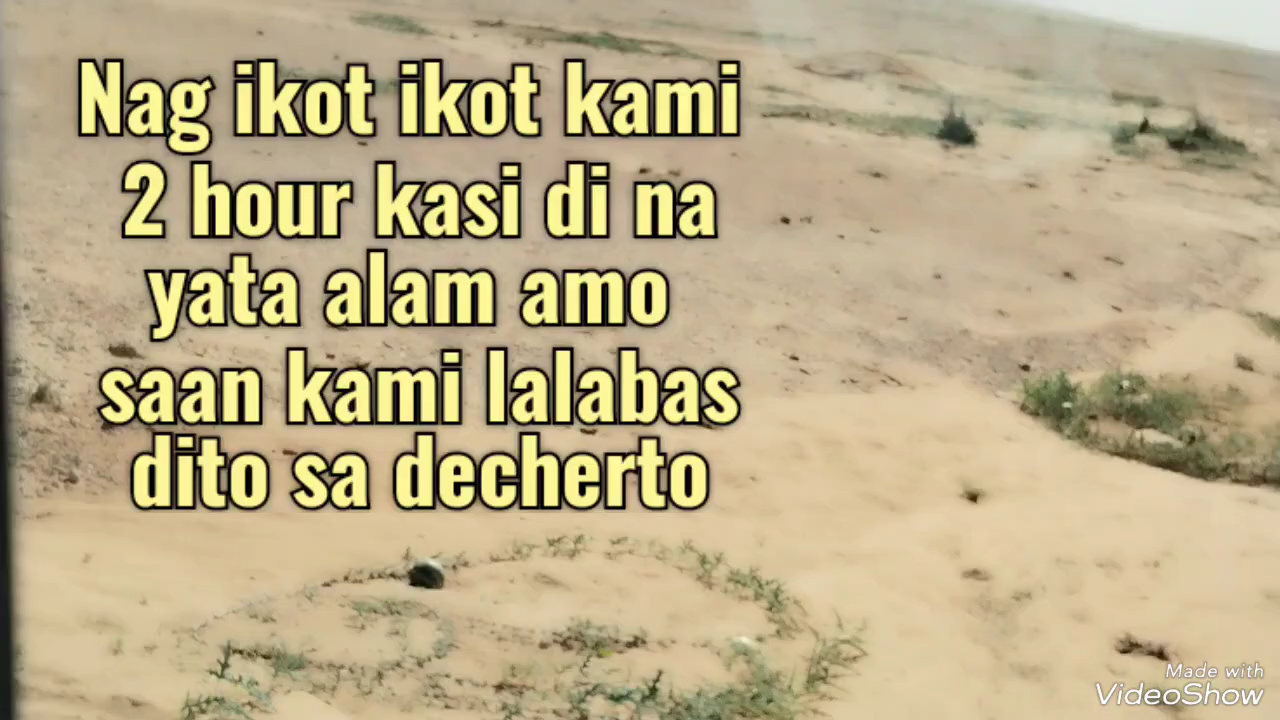 Nag ikot ikot kami
2 hour kasi di na
yata alam amo
saan kami lalabas
dito sa decherto
Made with
VideoShow